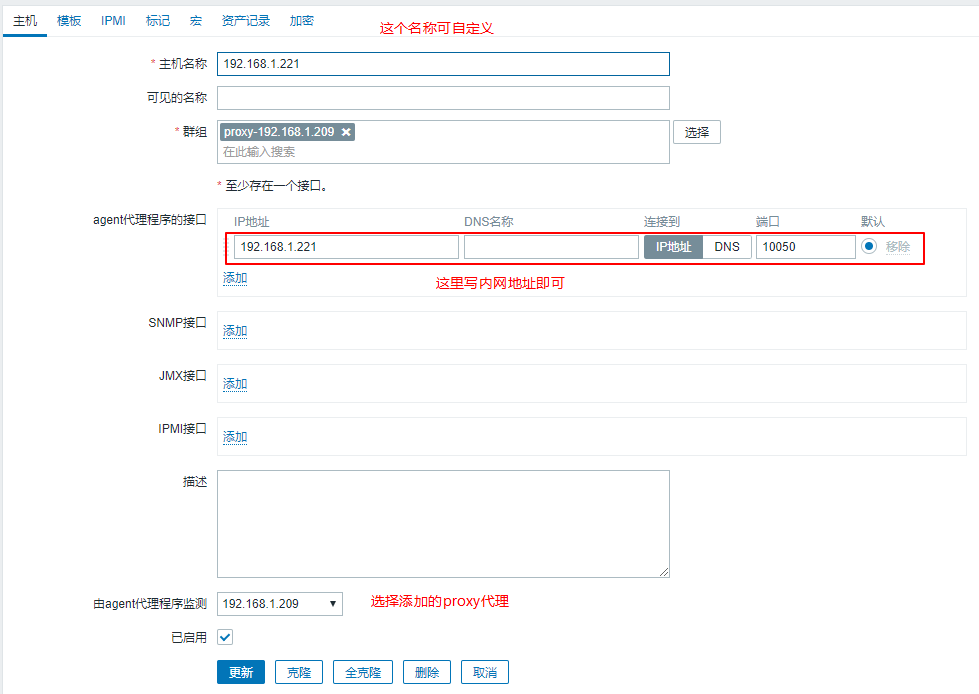 主机 模板 IPMI 标记 宏 资产记录 加密
这个名称可自定义
* 主机名称 192.168.1.221
可见的名称
* 群组 proxy-192.168.1.209 选择
在此输入搜索
* 至少存在一个接口。
agent代理程序的接口 IP地址 DNS名称 连接到 端口 默认
192.168.1.221 IP地址 DNS 10050 移除
添加
这里写内网地址即可
SNMP接口 添加
JMX接口 添加
IPMI接口 添加
描述
由agent代理程序监测 192.168.1.209 选择添加的proxy代理
已启用
更新 克隆 全克隆 删除 取消